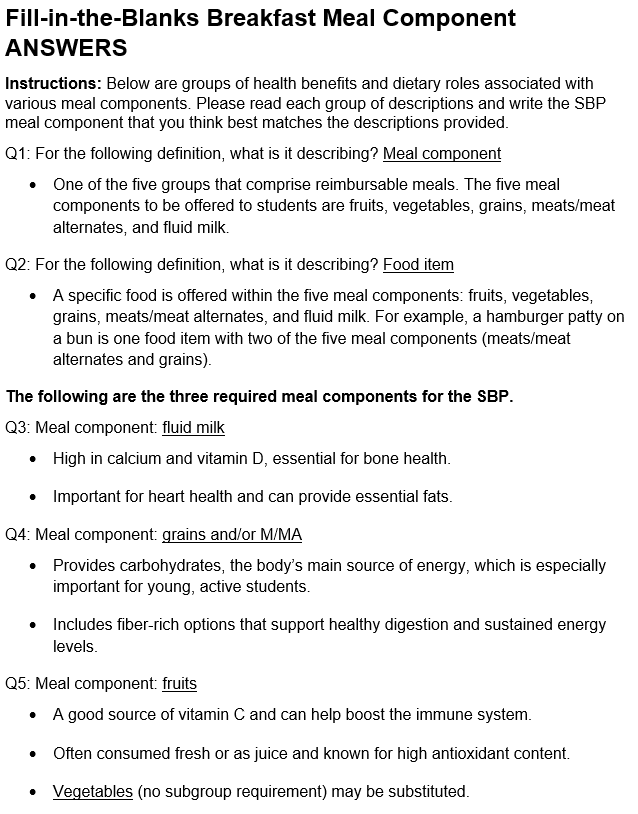 Fill-in-the-Blanks Breakfast Meal Component
ANSWERS
Instructions: Below are groups of health benefits and dietary roles associated with
various meal components. Please read each group of descriptions and write the SBP
meal component that you think best matches the descriptions provided.
Q1: For the following definition, what is it describing? Meal component
• One of the five groups that comprise reimbursable meals. The five meal
components to be offered to students are fruits, vegetables, grains, meats/meat
alternates, and fluid milk.
Q2: For the following definition, what is it describing? Food item
• A specific food is offered within the five meal components: fruits, vegetables,
grains, meats/meat alternates, and fluid milk. For example, a hamburger patty on
a bun is one food item with two of the five meal components (meats/meat
alternates and grains).
The following are the three required meal components for the SBP.
Q3: Meal component: fluid milk
• High in calcium and vitamin D, essential for bone health.
• Important for heart health and can provide essential fats.
Q4: Meal component: grains and/or M/MA
• Provides carbohydrates, the body's main source of energy, which is especially
important for young, active students.
• Includes fiber-rich options that support healthy digestion and sustained energy
levels.
Q5: Meal component: fruits
• A good source of vitamin C and can help boost the immune system.
• Often consumed fresh or as juice and known for high antioxidant content.
• Vegetables (no subgroup requirement) may be substituted.